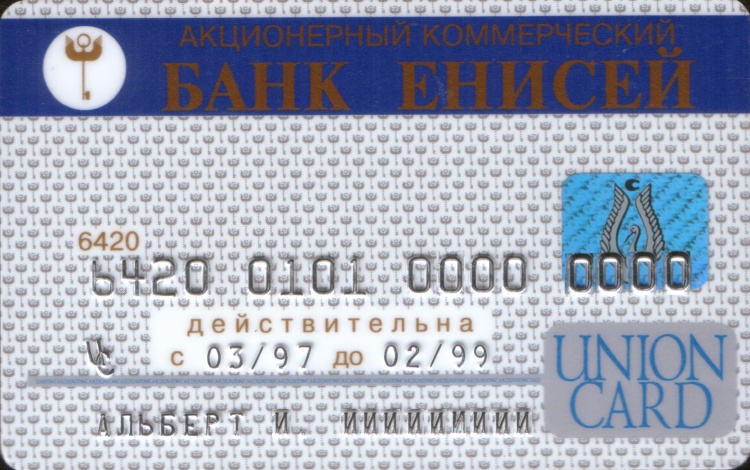 АКЦИОНЕРНЫЙ КОММЕРЧЕСКИЙ
БАНК ЕНИСЕЙ
6420
6420 0101 0000 0000
действительна
с 03/97 до 02/99
UC
UNION
CARD
АЛЬБЕРТ И. ИИИИИИИИИИ